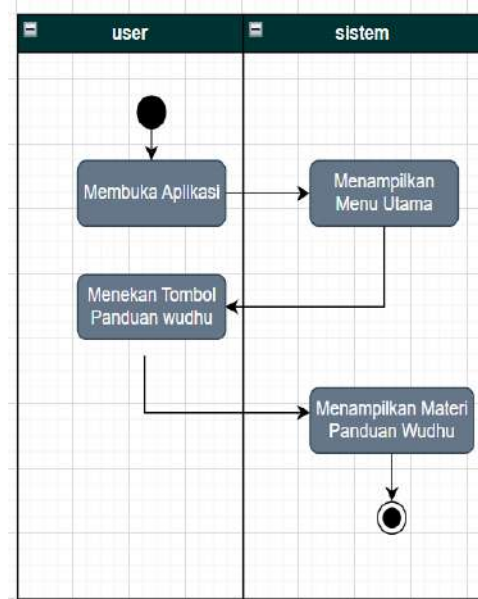 user
sistem
Membuka Aplikasi
Menampilkan
Menu Utama
Menekan Tombol
Panduan wudhu
Menampilkan Materi
Panduan Wudhu